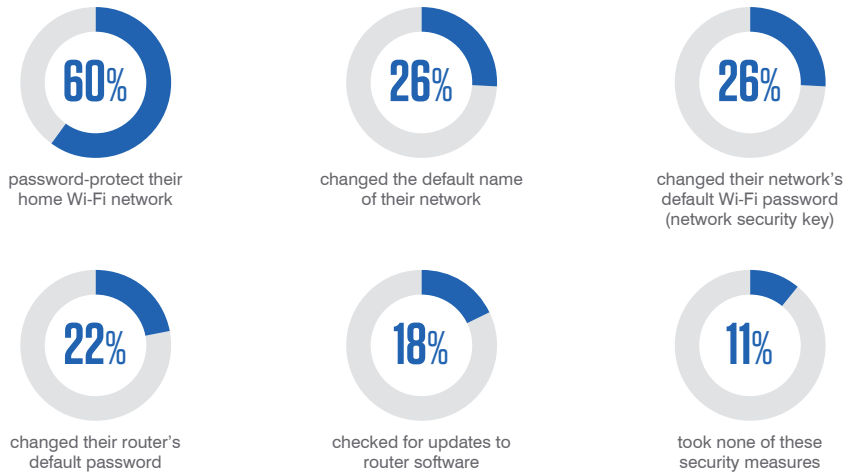 60%
password-protect their
home Wi-Fi network
26%
changed the default name
of their network
26%
changed their network's
default Wi-Fi password
(network security key)
22%
changed their router's
default password
18%
checked for updates to
router software
11%
took none of these
security measures